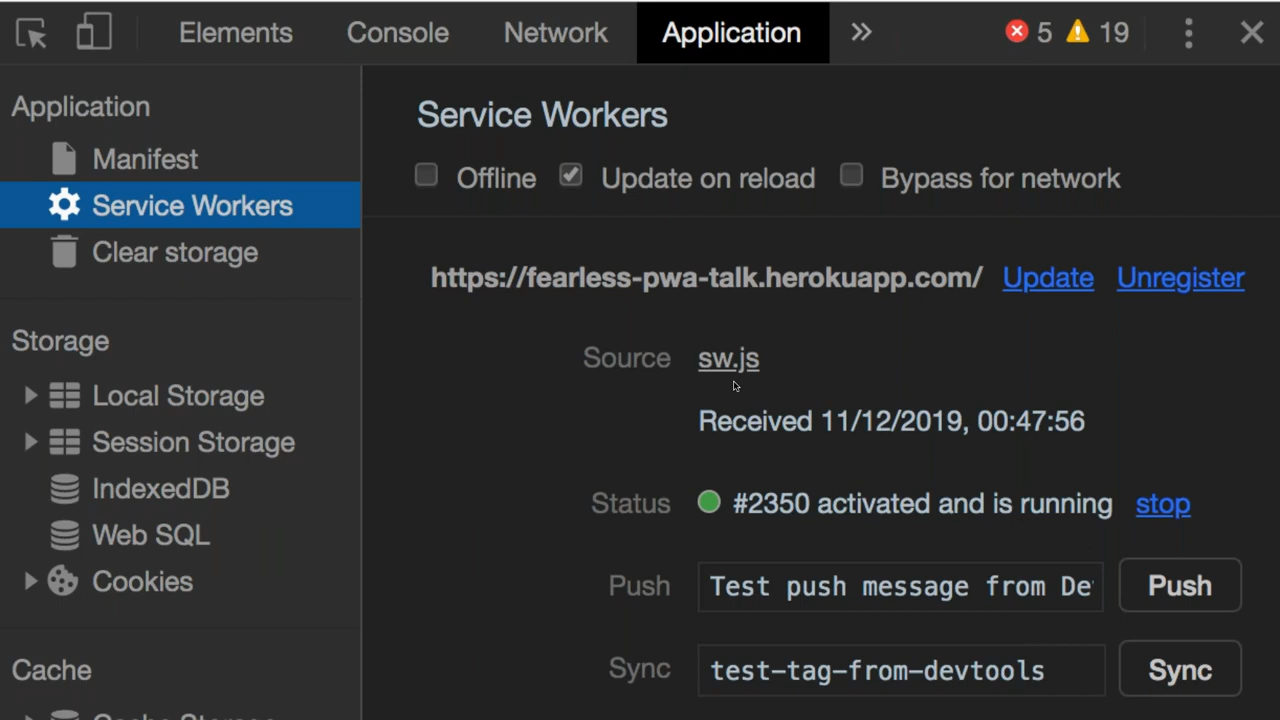 Elements Console Network Application » 5 19
Application
Manifest
Service Workers
Clear storage
Storage
Local Storage
Session Storage
IndexedDB
Web SQL
Cookies
Cache
Cache Storage
Service Workers
Offline Update on reload Bypass for network
https://fearless-pwa-talk.herokuapp.com/ Update Unregister
Source sw.js
Received 11/12/2019, 00:47:56
Status #2350 activated and is running stop
Push Test push message from De Push
Sync test-tag-from-devtools Sync